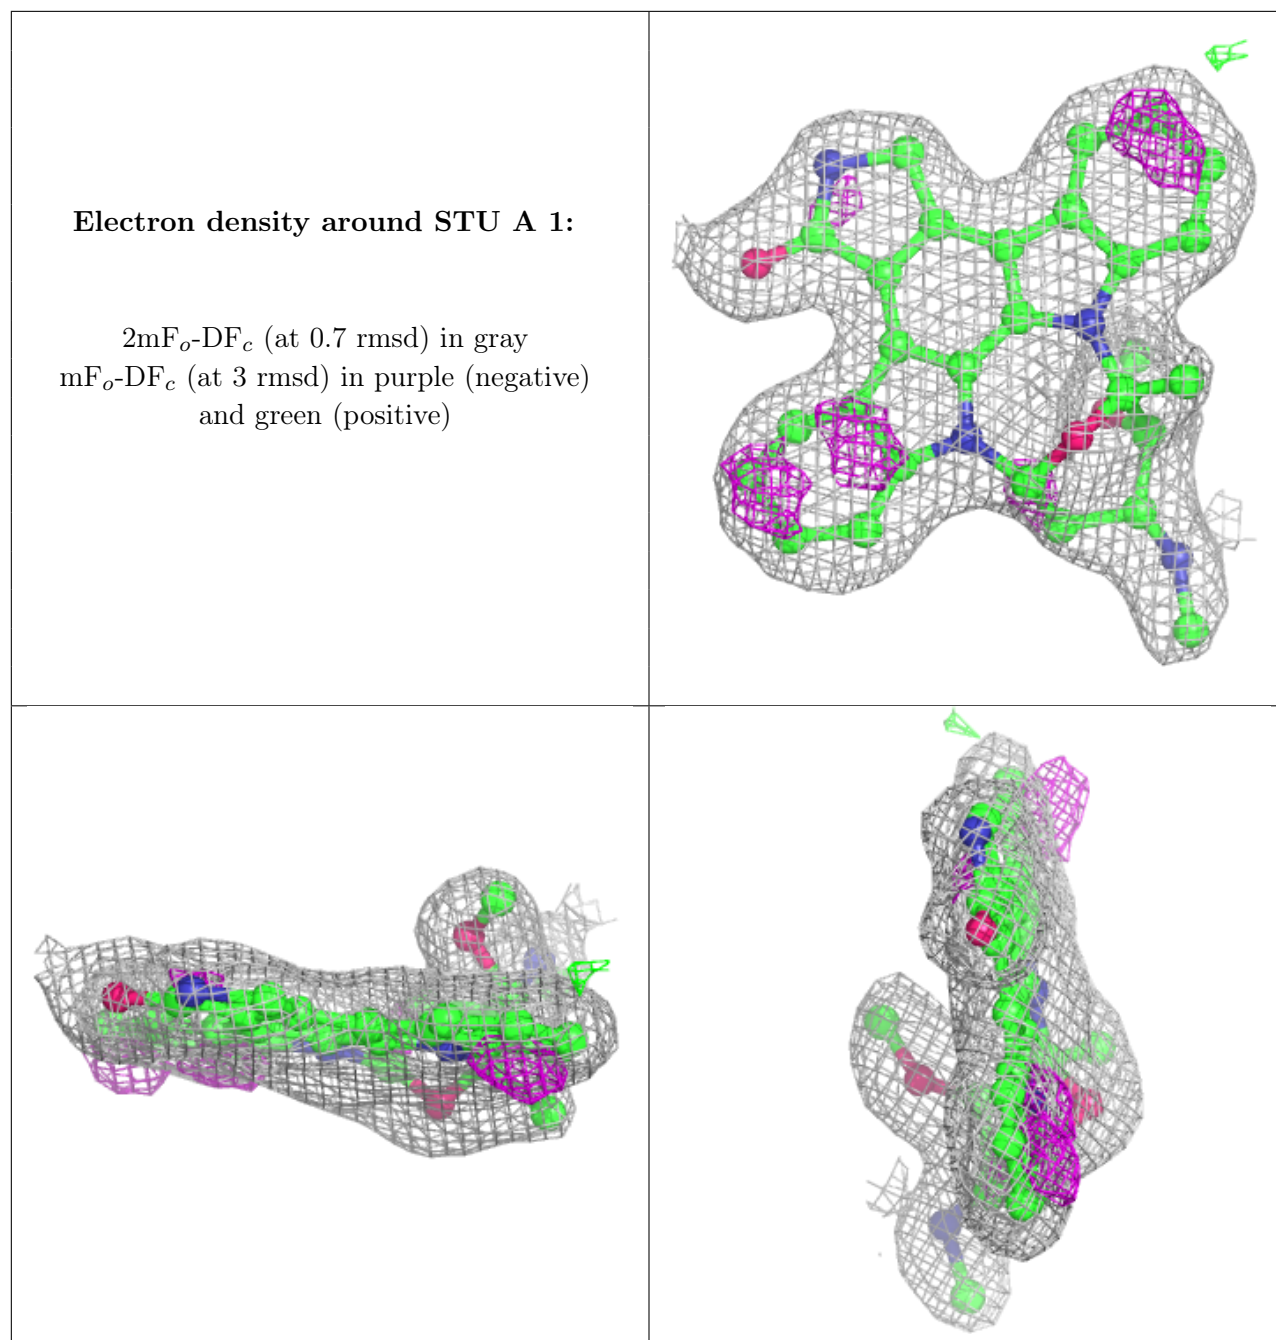 Electron density around STU A 1:
2mFo-DFc (at 0.7 rmsd) in gray
mFo-DFc (at 3 rmsd) in purple (negative)
and green (positive)